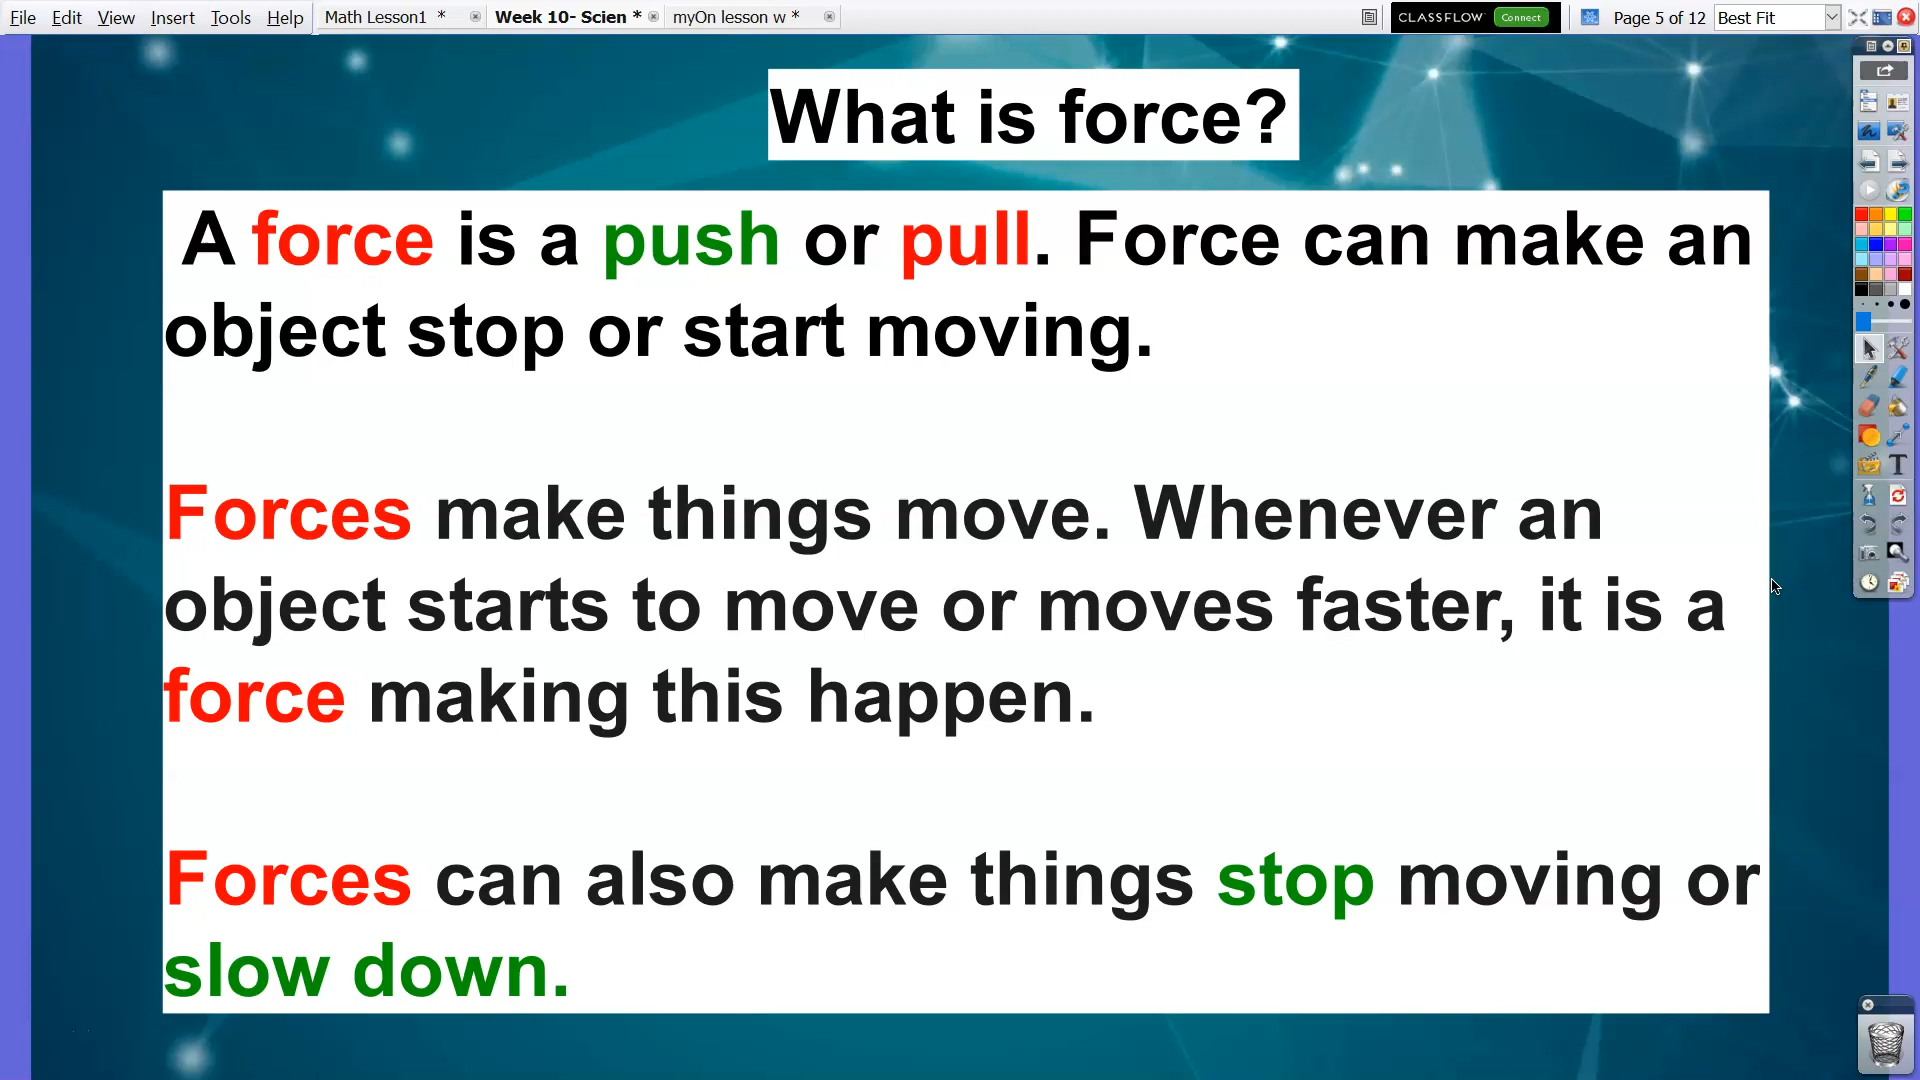 File Edit View Insert Tools Help Math Lesson1 * Week 10- Scien * myOn lesson w * CLASSFLOW Connect Page 5 of 12 Best Fit
What is force?
A force is a push or pull. Force can make an
object stop or start moving.
Forces make things move. Whenever an
object starts to move or moves faster, it is a
force making this happen.
Forces can also make things stop moving or
slow down.